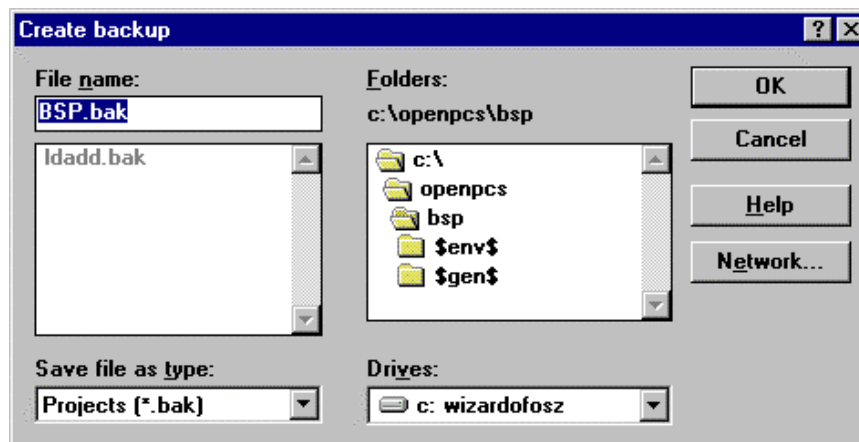 Create backup
File name:
BSP.bak
ldadd.bak
Save file as type:
Projects (*.bak)
Folders:
c:\openpcs\bsp
c:\
openpcs
bsp
$env$
$gen$
Drives:
c: wizardofosz
OK
Cancel
Help
Network...